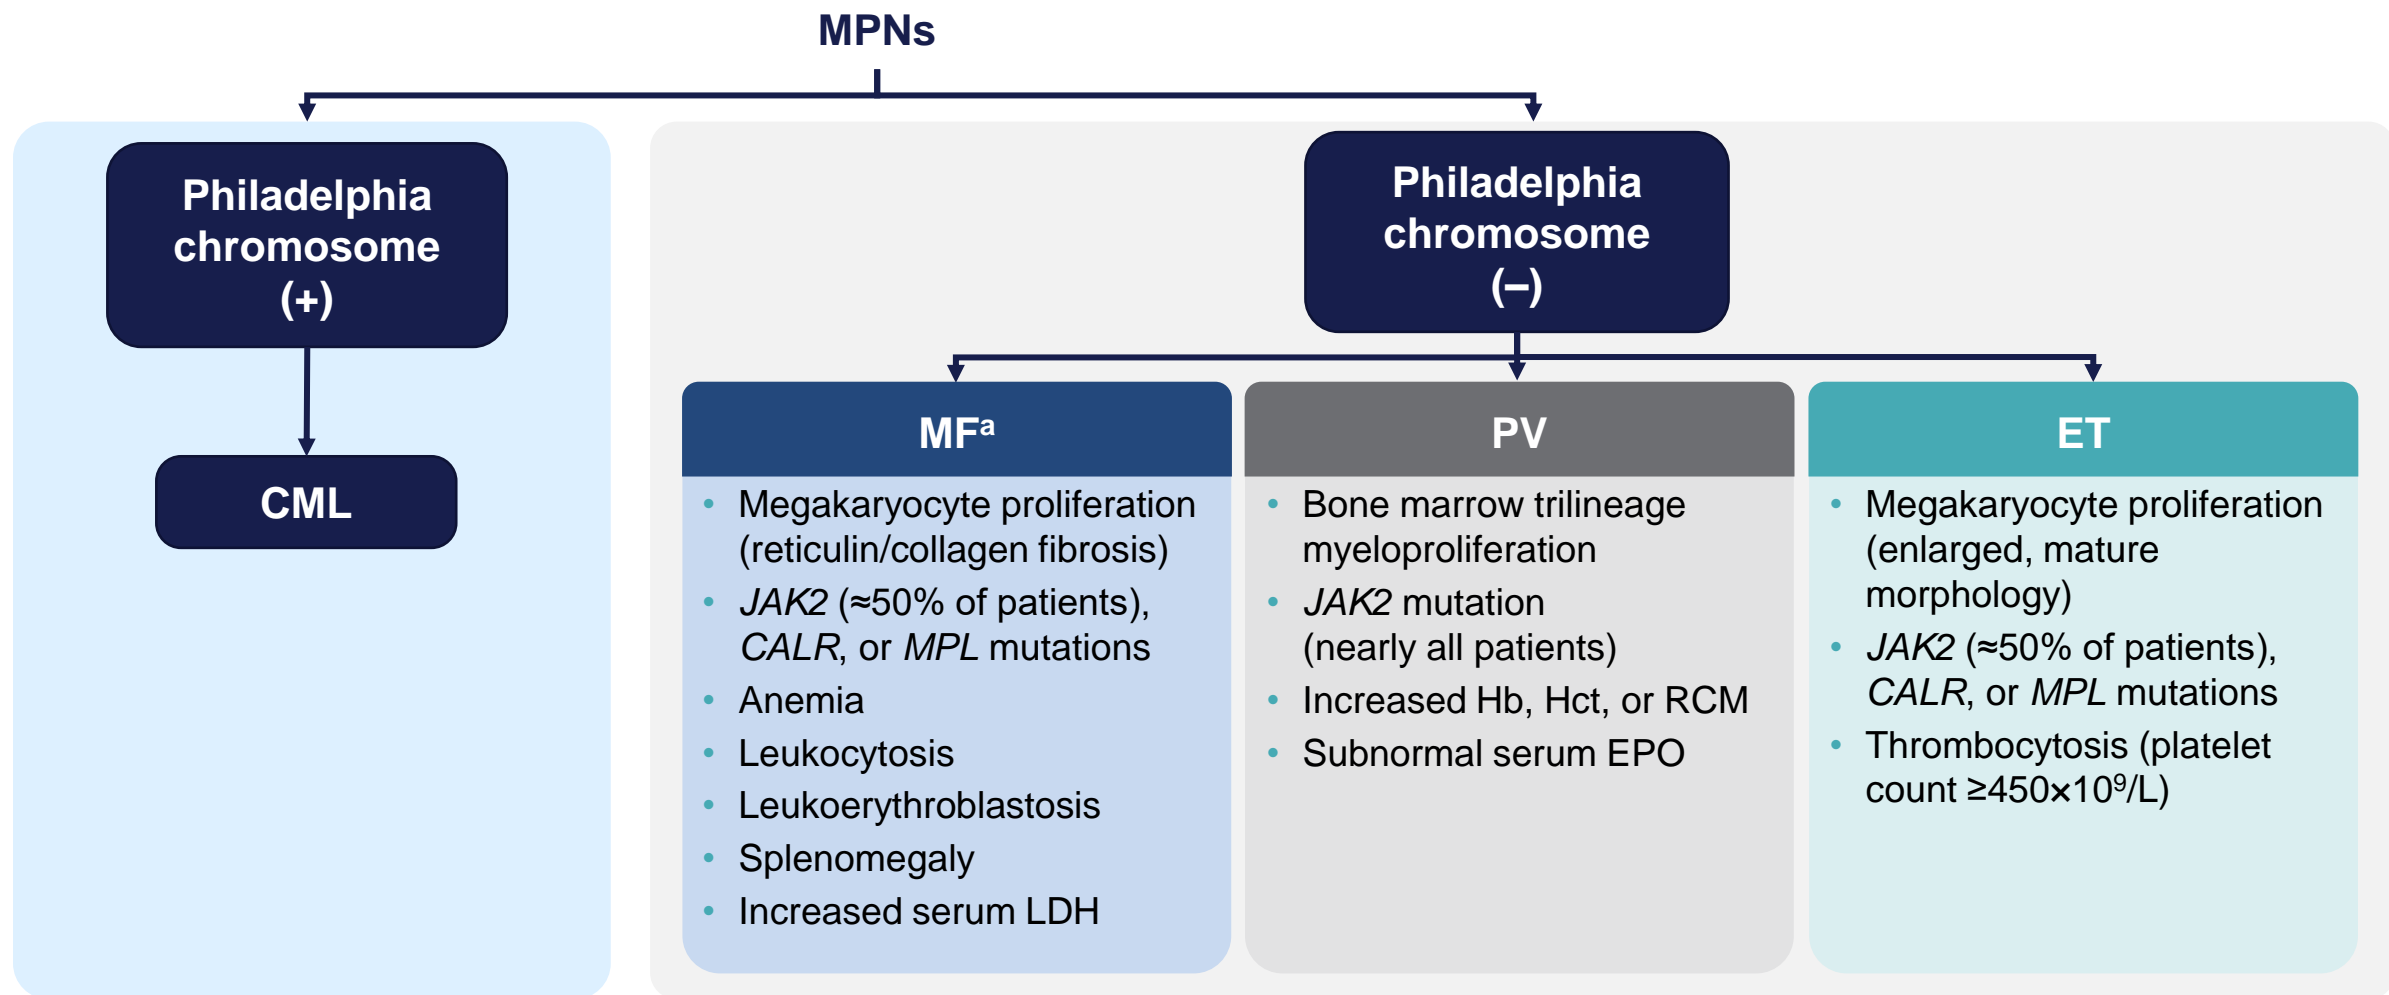 MPNs
Philadelphia
chromosome
(+)
CML
Philadelphia
chromosome
(–)
MFᵃ
• Megakaryocyte proliferation
(reticulin/collagen fibrosis)
• JAK2 (≈50% of patients),
CALR, or MPL mutations
• Anemia
• Leukocytosis
• Leukoerythroblastosis
• Splenomegaly
• Increased serum LDH
PV
• Bone marrow trilineage
myeloproliferation
• JAK2 mutation
(nearly all patients)
• Increased Hb, Hct, or RCM
• Subnormal serum EPO
ET
• Megakaryocyte proliferation
(enlarged, mature
morphology)
• JAK2 (≈50% of patients),
CALR, or MPL mutations
• Thrombocytosis (platelet
count ≥450×10⁹/L)